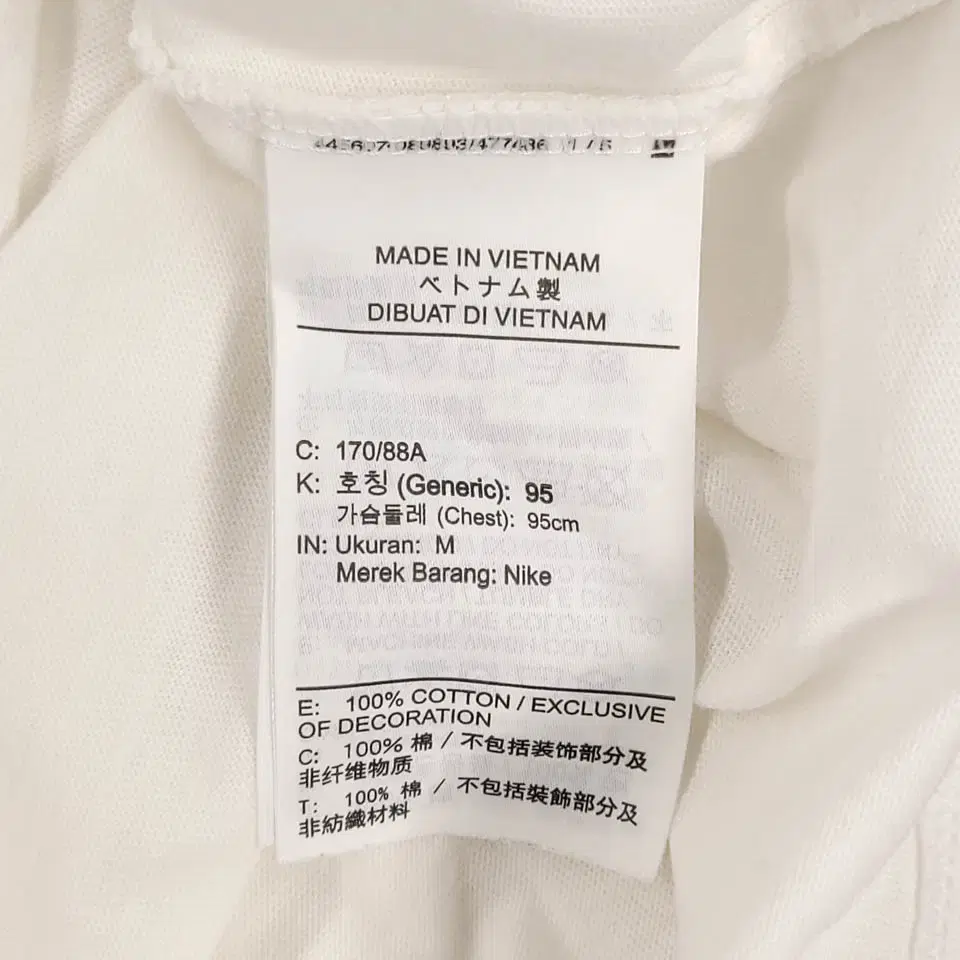 MADE IN VIETNAM
ベトナム製
DIBUAT DI VIETNAM
C: 170/88A
K: 호칭 (Generic): 95
가슴둘레 (Chest): 95cm
IN: Ukuran: M
Merek Barang: Nike
E: 100% COTTON / EXCLUSIVE
OF DECORATION
C: 100% 棉 / 不包括装饰部分及
非纤维物质
T: 100% 棉 / 不包括裝飾部分及
非紡織材料